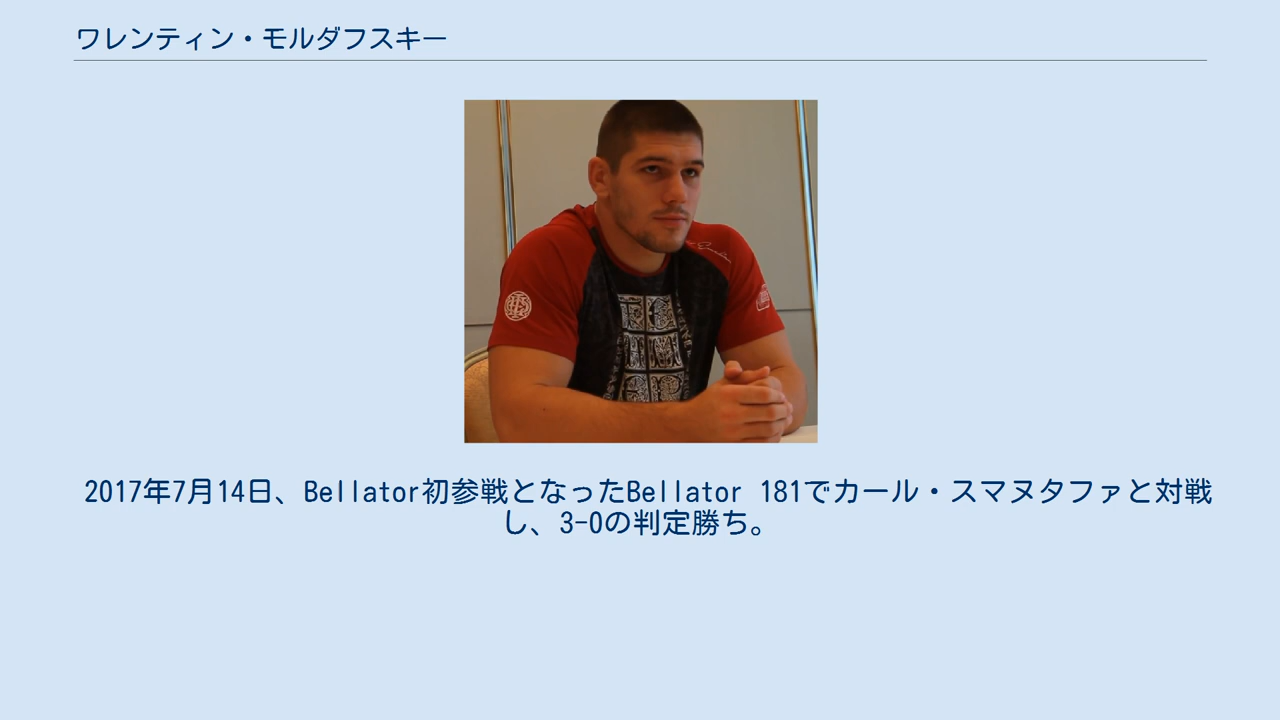 ワレンティン・モルダフスキー
2017年7月14日、Bellator初参戦となったBellator 181でカール・スマヌタファと対戦
し、3-0の判定勝ち。